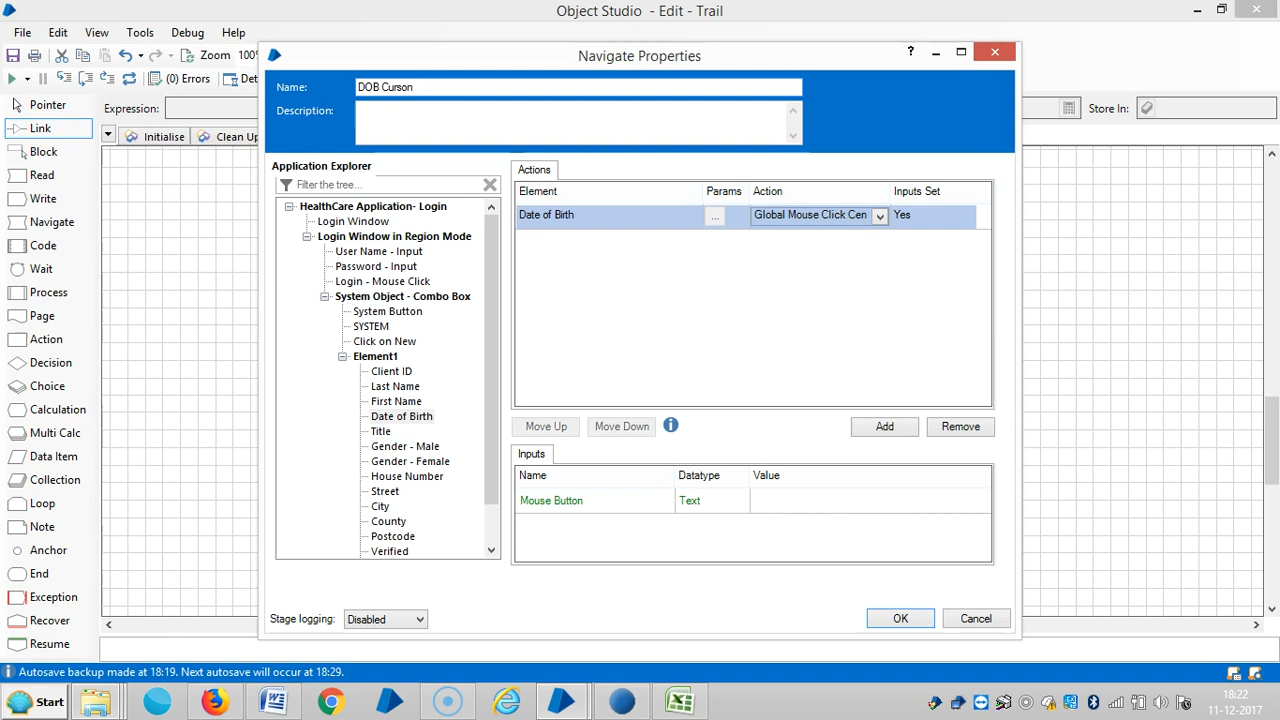 Object Studio - Edit - Trail
File Edit View Tools Debug Help
Zoom 100%
(0) Errors
Navigate Properties
?
Name: DOB Curson
Description:
Expression:
Store In:
Initialise
Clean Up
Pointer
Link
Block
Read
Write
Navigate
Code
Wait
Process
Page
Action
Decision
Choice
Calculation
Multi Calc
Data Item
Collection
Loop
Note
Anchor
End
Exception
Recover
Resume
Application Explorer
Filter the tree...
HealthCare Application- Login
Login Window
Login Window in Region Mode
User Name - Input
Password - Input
Login - Mouse Click
System Object - Combo Box
System Button
SYSTEM
Click on New
Element1
Client ID
Last Name
First Name
Date of Birth
Title
Gender - Male
Gender - Female
House Number
Street
City
County
Postcode
Verified
Actions
Element Params Action Inputs Set
Date of Birth ... Global Mouse Click Cen Yes
Move Up Move Down Add Remove
Inputs
Name Datatype Value
Mouse Button Text
Stage logging: Disabled
OK Cancel
Autosave backup made at 18:19. Next autosave will occur at 18:29.
Start
18:22
11-12-2017